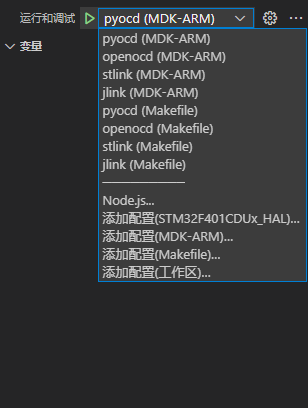 运行和调试 pyocd (MDK-ARM)
变量
pyocd (MDK-ARM)
openocd (MDK-ARM)
stlink (MDK-ARM)
jlink (MDK-ARM)
pyocd (Makefile)
openocd (Makefile)
stlink (Makefile)
jlink (Makefile)
Node.js...
添加配置(STM32F401CDUx_HAL)...
添加配置(MDK-ARM)...
添加配置(Makefile)...
添加配置(工作区)...